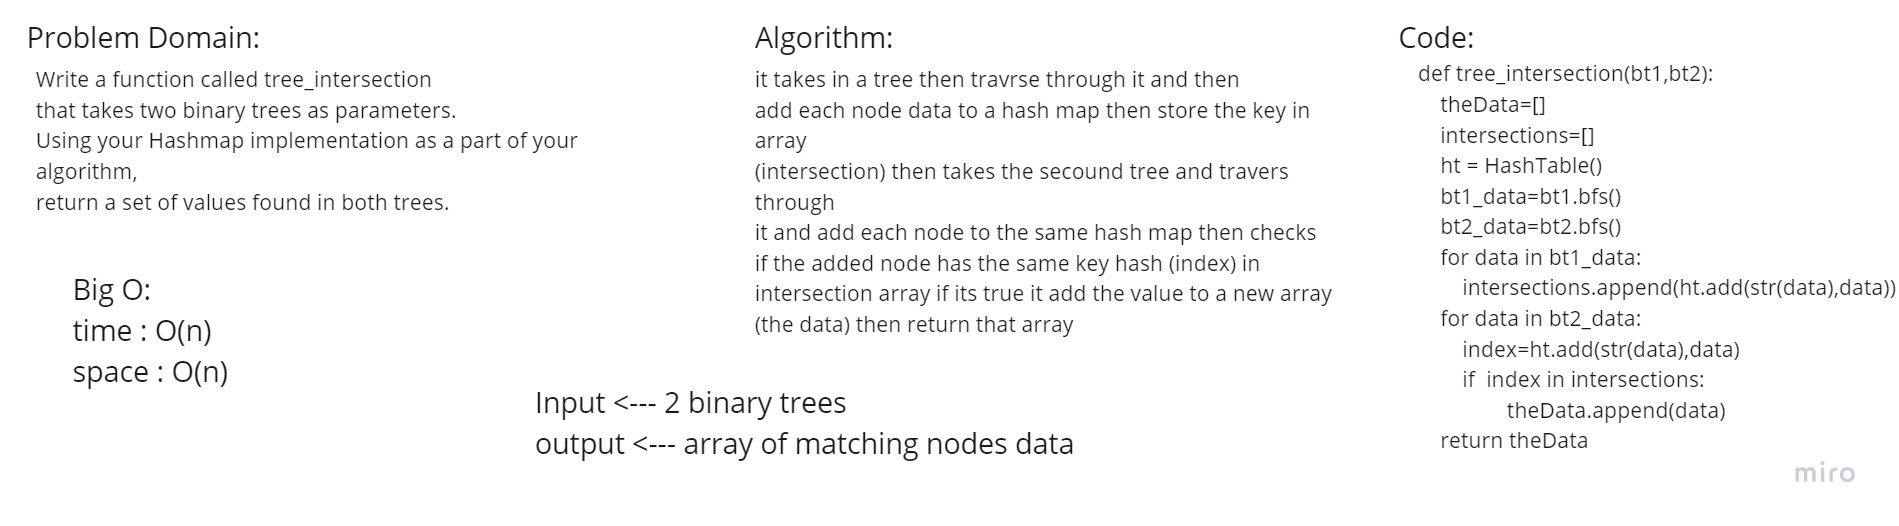 Problem Domain:
Write a function called tree_intersection
that takes two binary trees as parameters.
Using your Hashmap implementation as a part of your
algorithm,
return a set of values found in both trees.
Big O:
time : O(n)
space : O(n)
Algorithm:
it takes in a tree then travrse through it and then
add each node data to a hash map then store the key in
array
(intersection) then takes the secound tree and travers
through
it and add each node to the same hash map then checks
if the added node has the same key hash (index) in
intersection array if its true it add the value to a new array
(the data) then return that array
Input <--- 2 binary trees
output <--- array of matching nodes data
Code:
def tree_intersection(bt1,bt2):
theData=[]
intersections=[]
ht = HashTable()
bt1_data=bt1.bfs()
bt2_data=bt2.bfs()
for data in bt1_data:
intersections.append(ht.add(str(data),data))
for data in bt2_data:
index=ht.add(str(data),data)
if  index in intersections:
theData.append(data)
return theData
miro